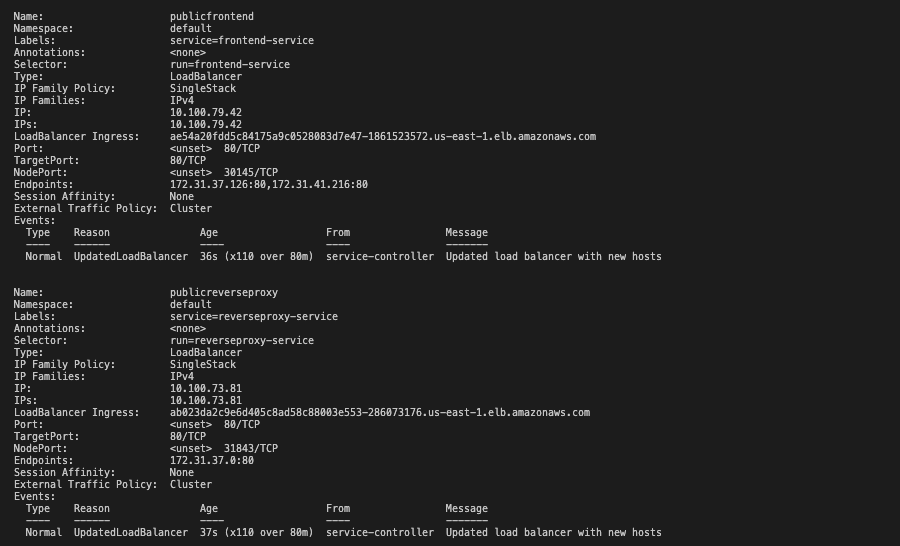 Name:                     publicfrontend
Namespace:                default
Labels:                   service=frontend-service
Annotations:              <none>
Selector:                 run=frontend-service
Type:                     LoadBalancer
IP Family Policy:         SingleStack
IP Families:              IPv4
IP:                       10.100.79.42
IPs:                      10.100.79.42
LoadBalancer Ingress:     ae54a20fdd5c84175a9c0528083d7e47-1861523572.us-east-1.elb.amazonaws.com
Port:                     <unset>  80/TCP
TargetPort:               80/TCP
NodePort:                 <unset>  30145/TCP
Endpoints:                172.31.37.126:80,172.31.41.216:80
Session Affinity:         None
External Traffic Policy:  Cluster
Events:
  Type    Reason               Age                  From                Message
  ----    ------               ----                 ----                -------
  Normal  UpdatedLoadBalancer  36s (x110 over 80m)  service-controller  Updated load balancer with new hosts
Name:                     publicreverseproxy
Namespace:                default
Labels:                   service=reverseproxy-service
Annotations:              <none>
Selector:                 run=reverseproxy-service
Type:                     LoadBalancer
IP Family Policy:         SingleStack
IP Families:              IPv4
IP:                       10.100.73.81
IPs:                      10.100.73.81
LoadBalancer Ingress:     ab023da2c9e6d405c8ad58c88003e553-286073176.us-east-1.elb.amazonaws.com
Port:                     <unset>  80/TCP
TargetPort:               80/TCP
NodePort:                 <unset>  31843/TCP
Endpoints:                172.31.37.0:80
Session Affinity:         None
External Traffic Policy:  Cluster
Events:
  Type    Reason               Age                  From                Message
  ----    ------               ----                 ----                -------
  Normal  UpdatedLoadBalancer  37s (x110 over 80m)  service-controller  Updated load balancer with new hosts